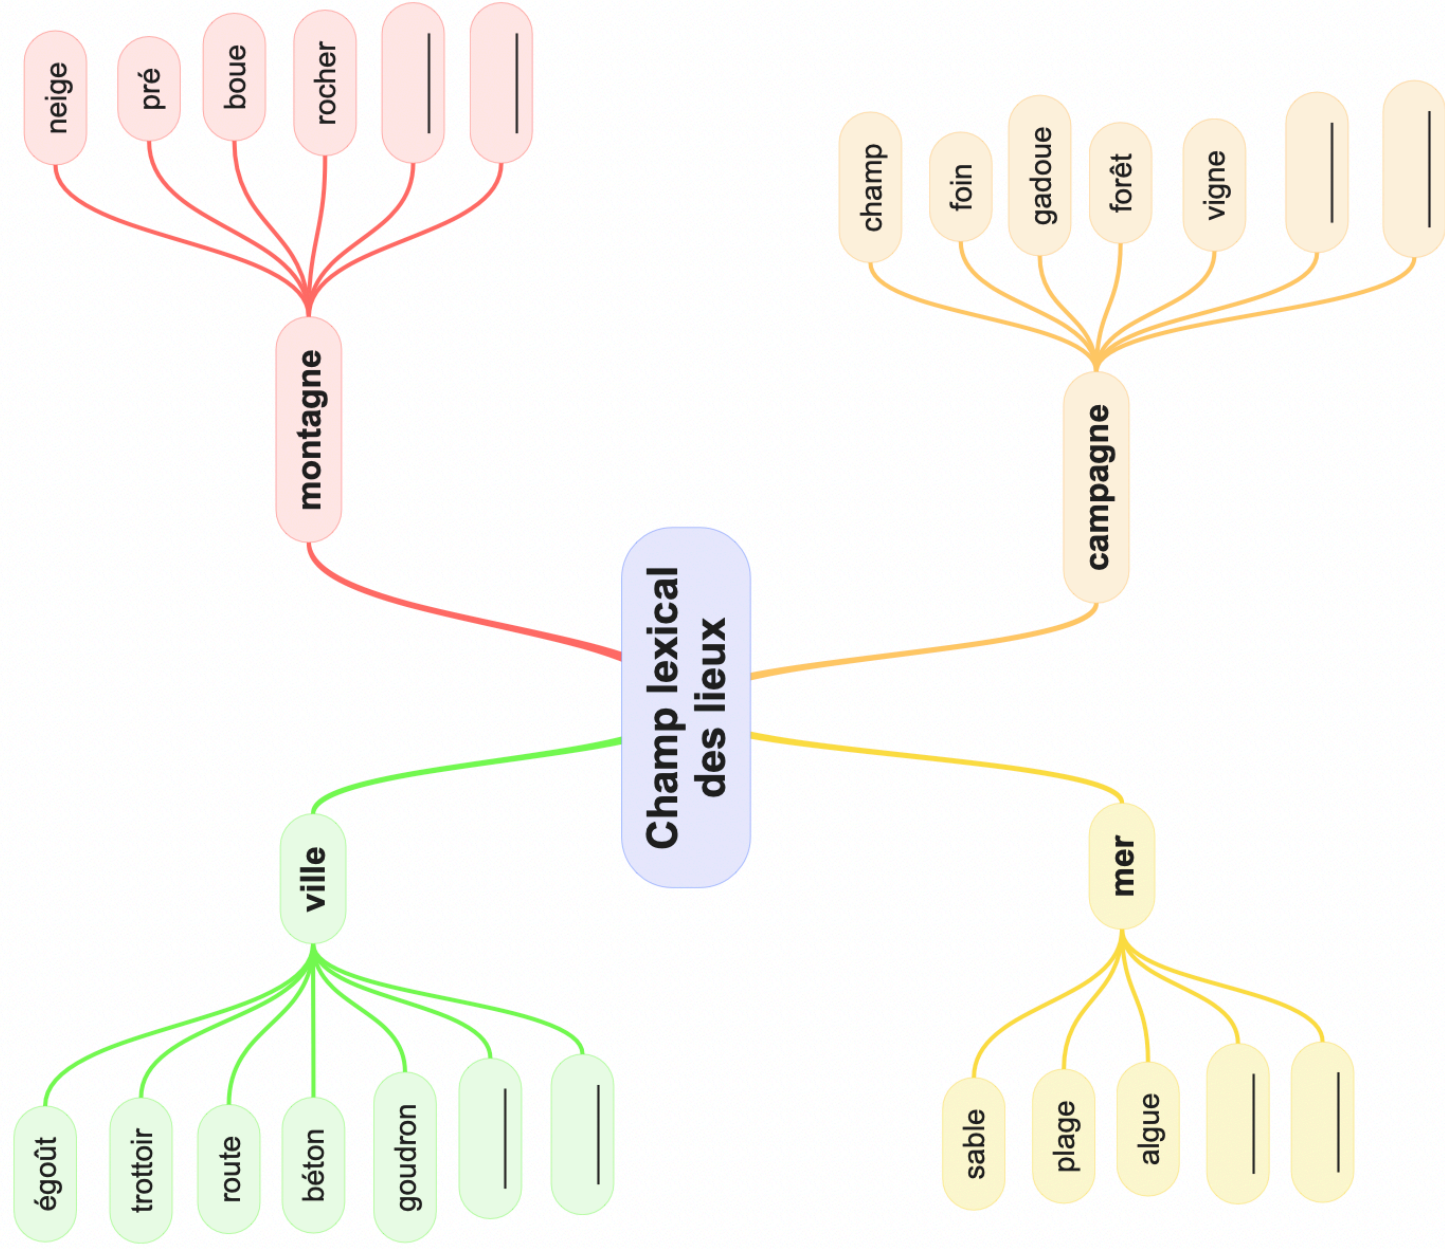 Champ lexical
des lieux
montagne
neige
pré
boue
rocher
campagne
champ
foin
gadoue
forêt
vigne
ville
égoût
trottoir
route
béton
goudron
mer
sable
plage
algue